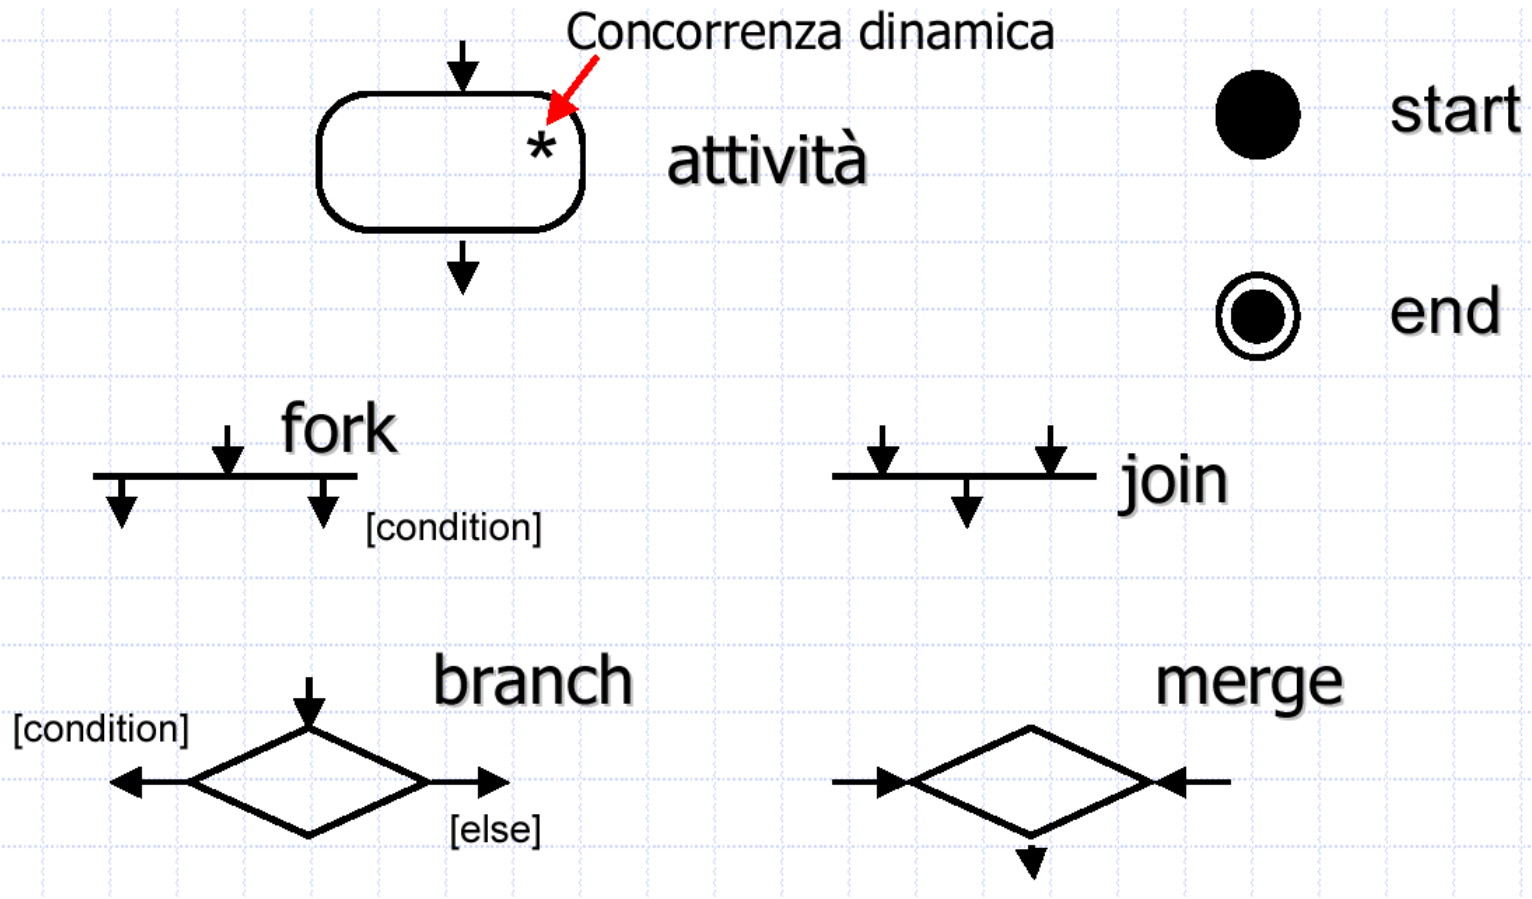 Concorrenza dinamica
*
attività
start
end
fork
[condition]
join
branch
[condition]
[else]
merge